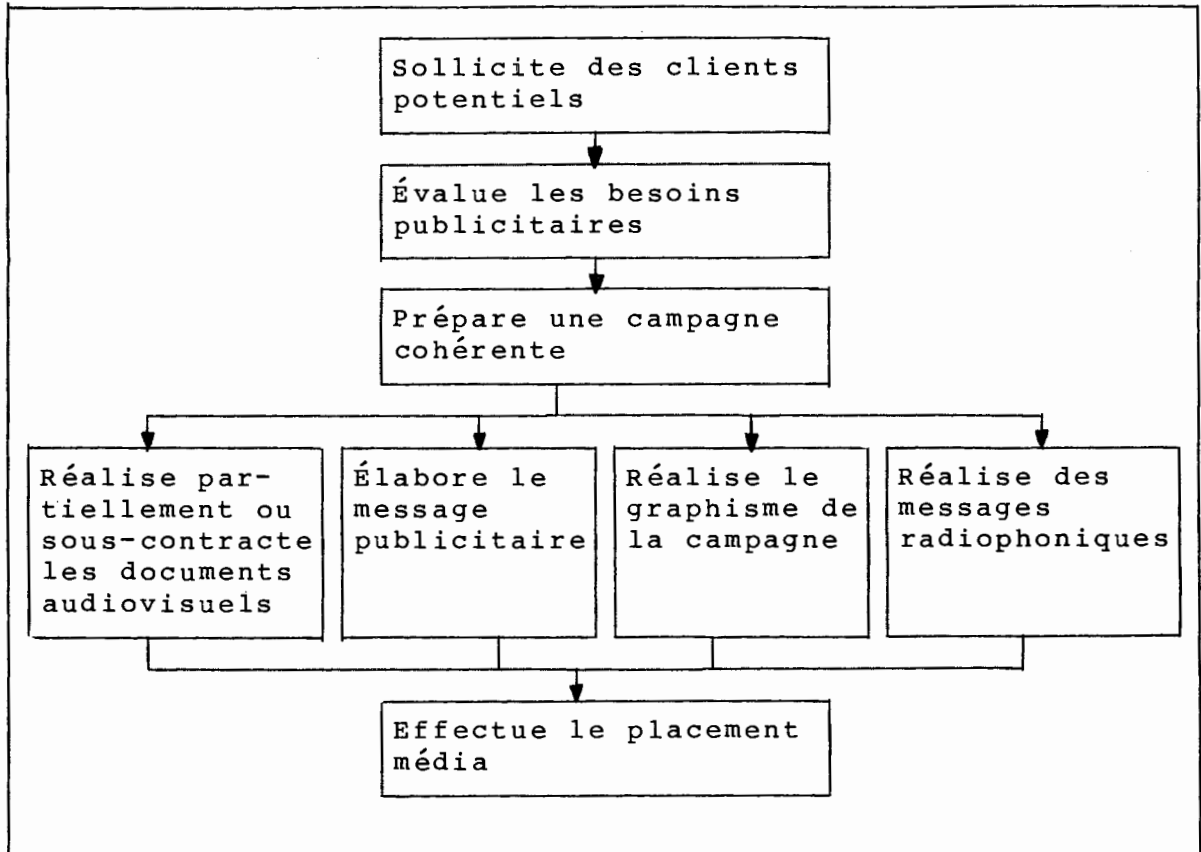 Sollicite des clients
potentiels
Évalue les besoins
publicitaires
Prépare une campagne
cohérente
Réalise par-
tiellement ou
sous-contracte
les documents
audiovisuels
Élabore le
message
publicitaire
Réalise le
graphisme de
la campagne
Réalise des
messages
radiophoniques
Effectue le placement
média